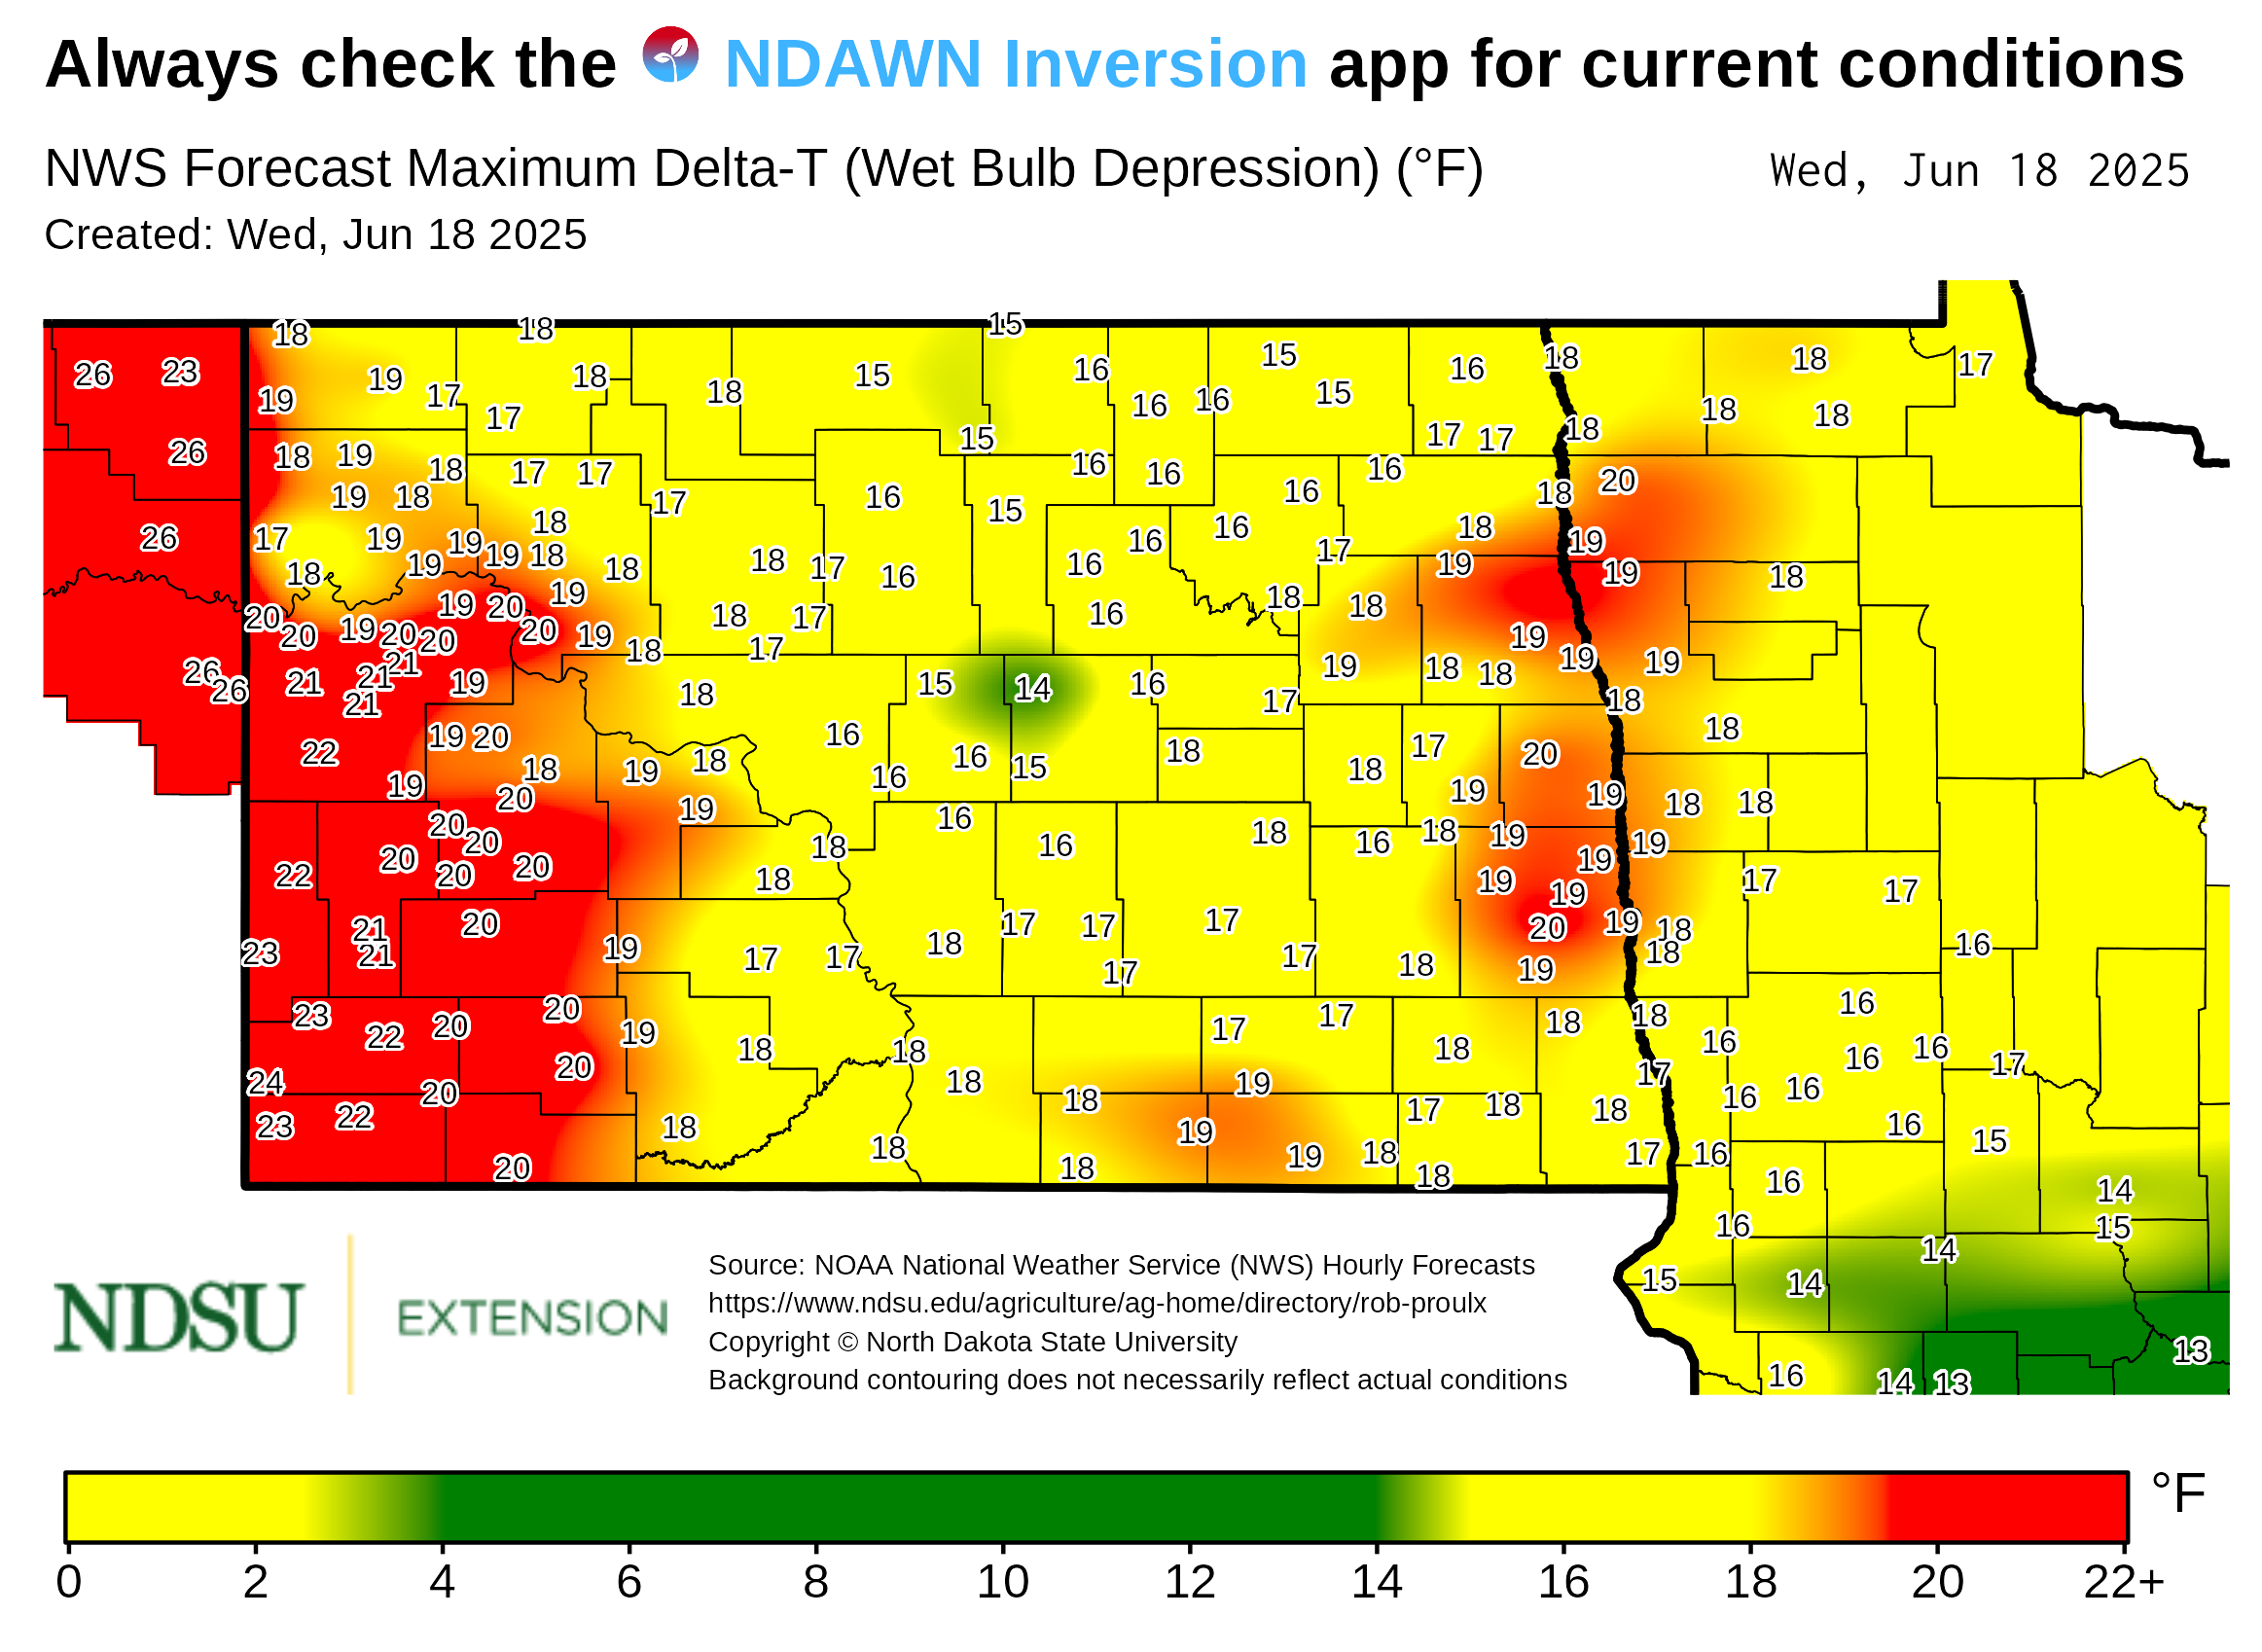 Always check the NDAWN Inversion app for current conditions
NWS Forecast Maximum Delta-T (Wet Bulb Depression) (°F) Wed, Jun 18 2025
Created: Wed, Jun 18 2025
18 18 15
26 23 19 17 18 18 15 16 15 16 18 18 17
19 17 16 16 15 18 18
26 18 19 18 17 17 15 16 16 16 17 17 18
19 18 17 16 15 16 18 20
26 17 19 18 19 19 18 18 17 16 16 16 17 18 19
18 19 18 16 16 19 19 18
20 19 20 19 18 17 16 18 18
20 19 20 20 20 19 18 17 19 19 19
26 26 21 21 21 19 18 15 14 16 17 19 18 18 18
21 19 20 16 18
22 18 19 18 16 16 15 18 18 17 20
19 20 19 16 19 19 18 18
20 20 18 16 18 16 18 19 19
22 20 20 20 18 19 19 17 17
21 20 17 17 17 20 19 19 18
23 21 19 17 17 18 17 17 18 19 18 16
23 22 20 20 19 17 17 18 18 16 16
24 20 20 18 18 18 19 18 17 16 16 17
23 22 18 18 17 18 18 16 16 16
20 18 18 19 19 18 18 17 16 15
16 14
16 15
15 14 14
16 14 13 13
NDSU EXTENSION
Source: NOAA National Weather Service (NWS) Hourly Forecasts
https://www.ndsu.edu/agriculture/ag-home/directory/rob-proulx
Copyright © North Dakota State University
Background contouring does not necessarily reflect actual conditions
°F
0 2 4 6 8 10 12 14 16 18 20 22+